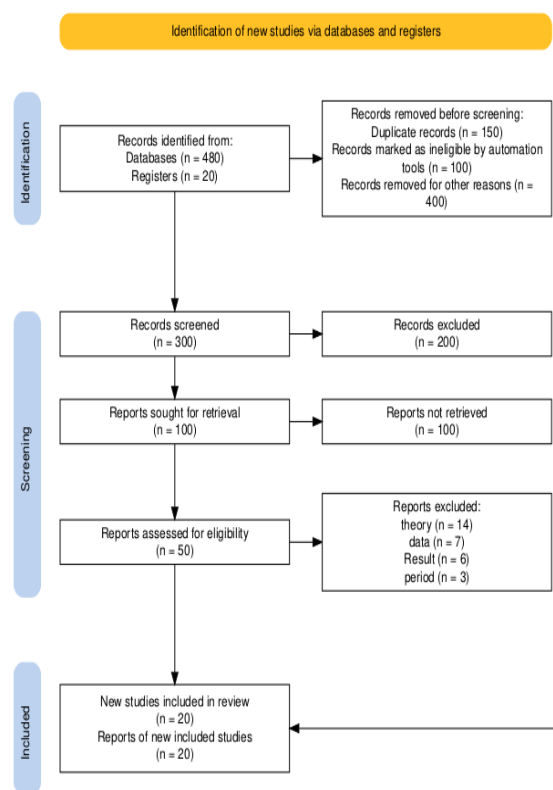 Identification of new studies via databases and registers
Identification
Records identified from:
Databases (n = 480)
Registers (n = 20)
Records removed before screening:
Duplicate records (n = 150)
Records marked as ineligible by automation
tools (n = 100)
Records removed for other reasons (n =
400)
Screening
Records screened
(n = 300)
Records excluded
(n = 200)
Reports sought for retrieval
(n = 100)
Reports not retrieved
(n = 100)
Reports assessed for eligibility
(n = 50)
Reports excluded:
theory (n = 14)
data (n = 7)
Result (n = 6)
period (n = 3)
Included
New studies included in review
(n = 20)
Reports of new included studies
(n = 20)